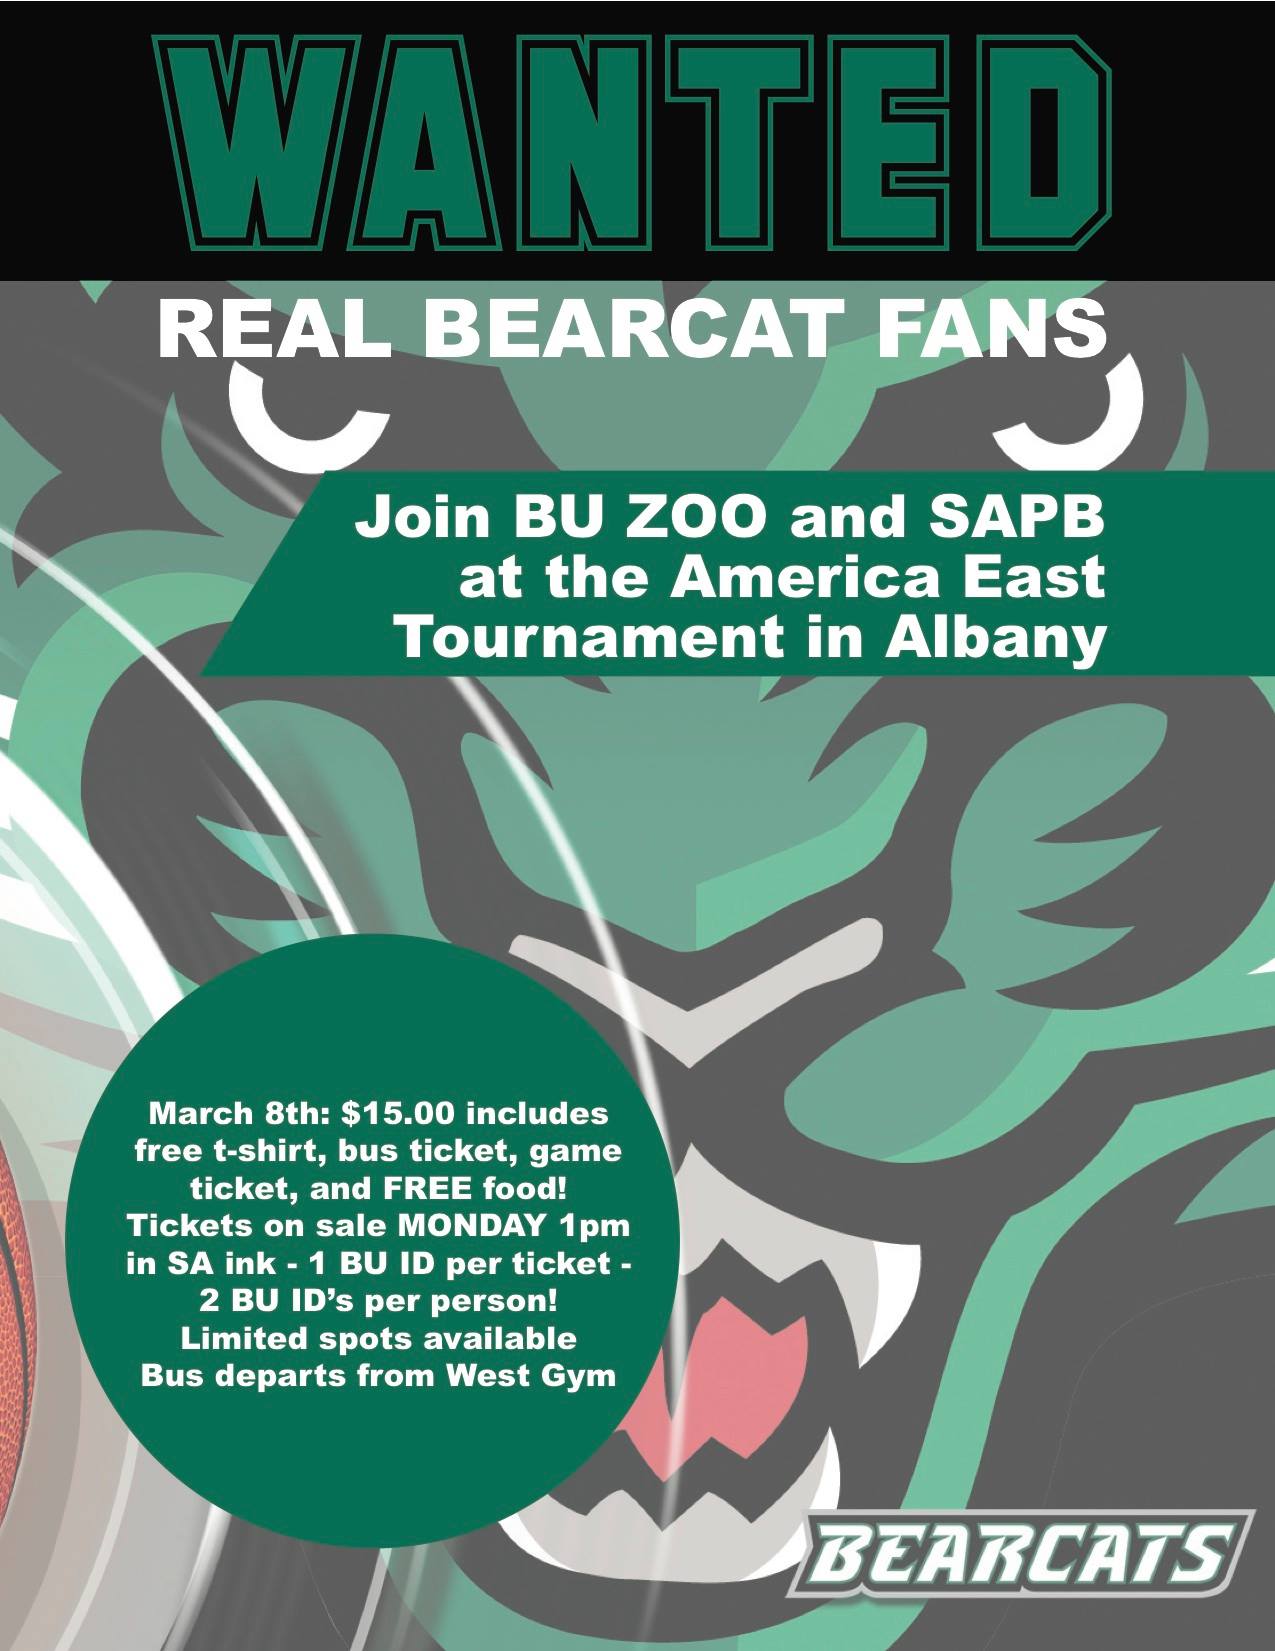 WANTED
REAL BEARCAT FANS
Join BU ZOO and SAPB
at the America East
Tournament in Albany
March 8th: $15.00 includes
free t-shirt, bus ticket, game
ticket, and FREE food!
Tickets on sale MONDAY 1pm
in SA ink - 1 BU ID per ticket -
2 BU ID’s per person!
Limited spots available
Bus departs from West Gym
BEARCATS